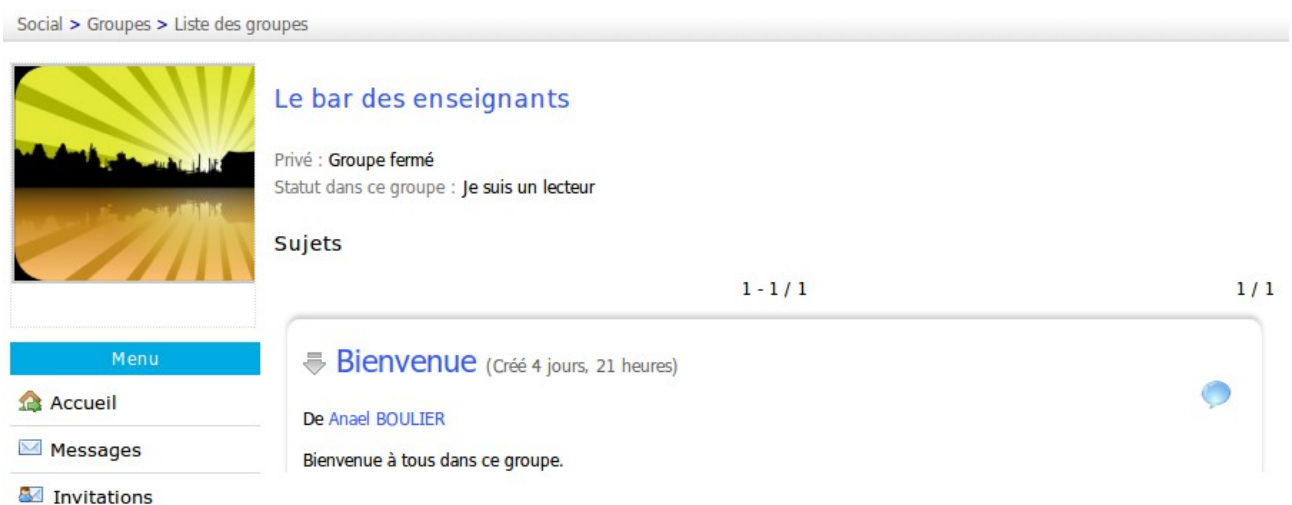 Social > Groupes > Liste des groupes
Le bar des enseignants
Privé : Groupe fermé
Statut dans ce groupe : Je suis un lecteur
Sujets
1 - 1 / 1 1 / 1
Bienvenue (Créé 4 jours, 21 heures)
De Anael BOULIER
Bienvenue à tous dans ce groupe.
Menu
Accueil
Messages
Invitations